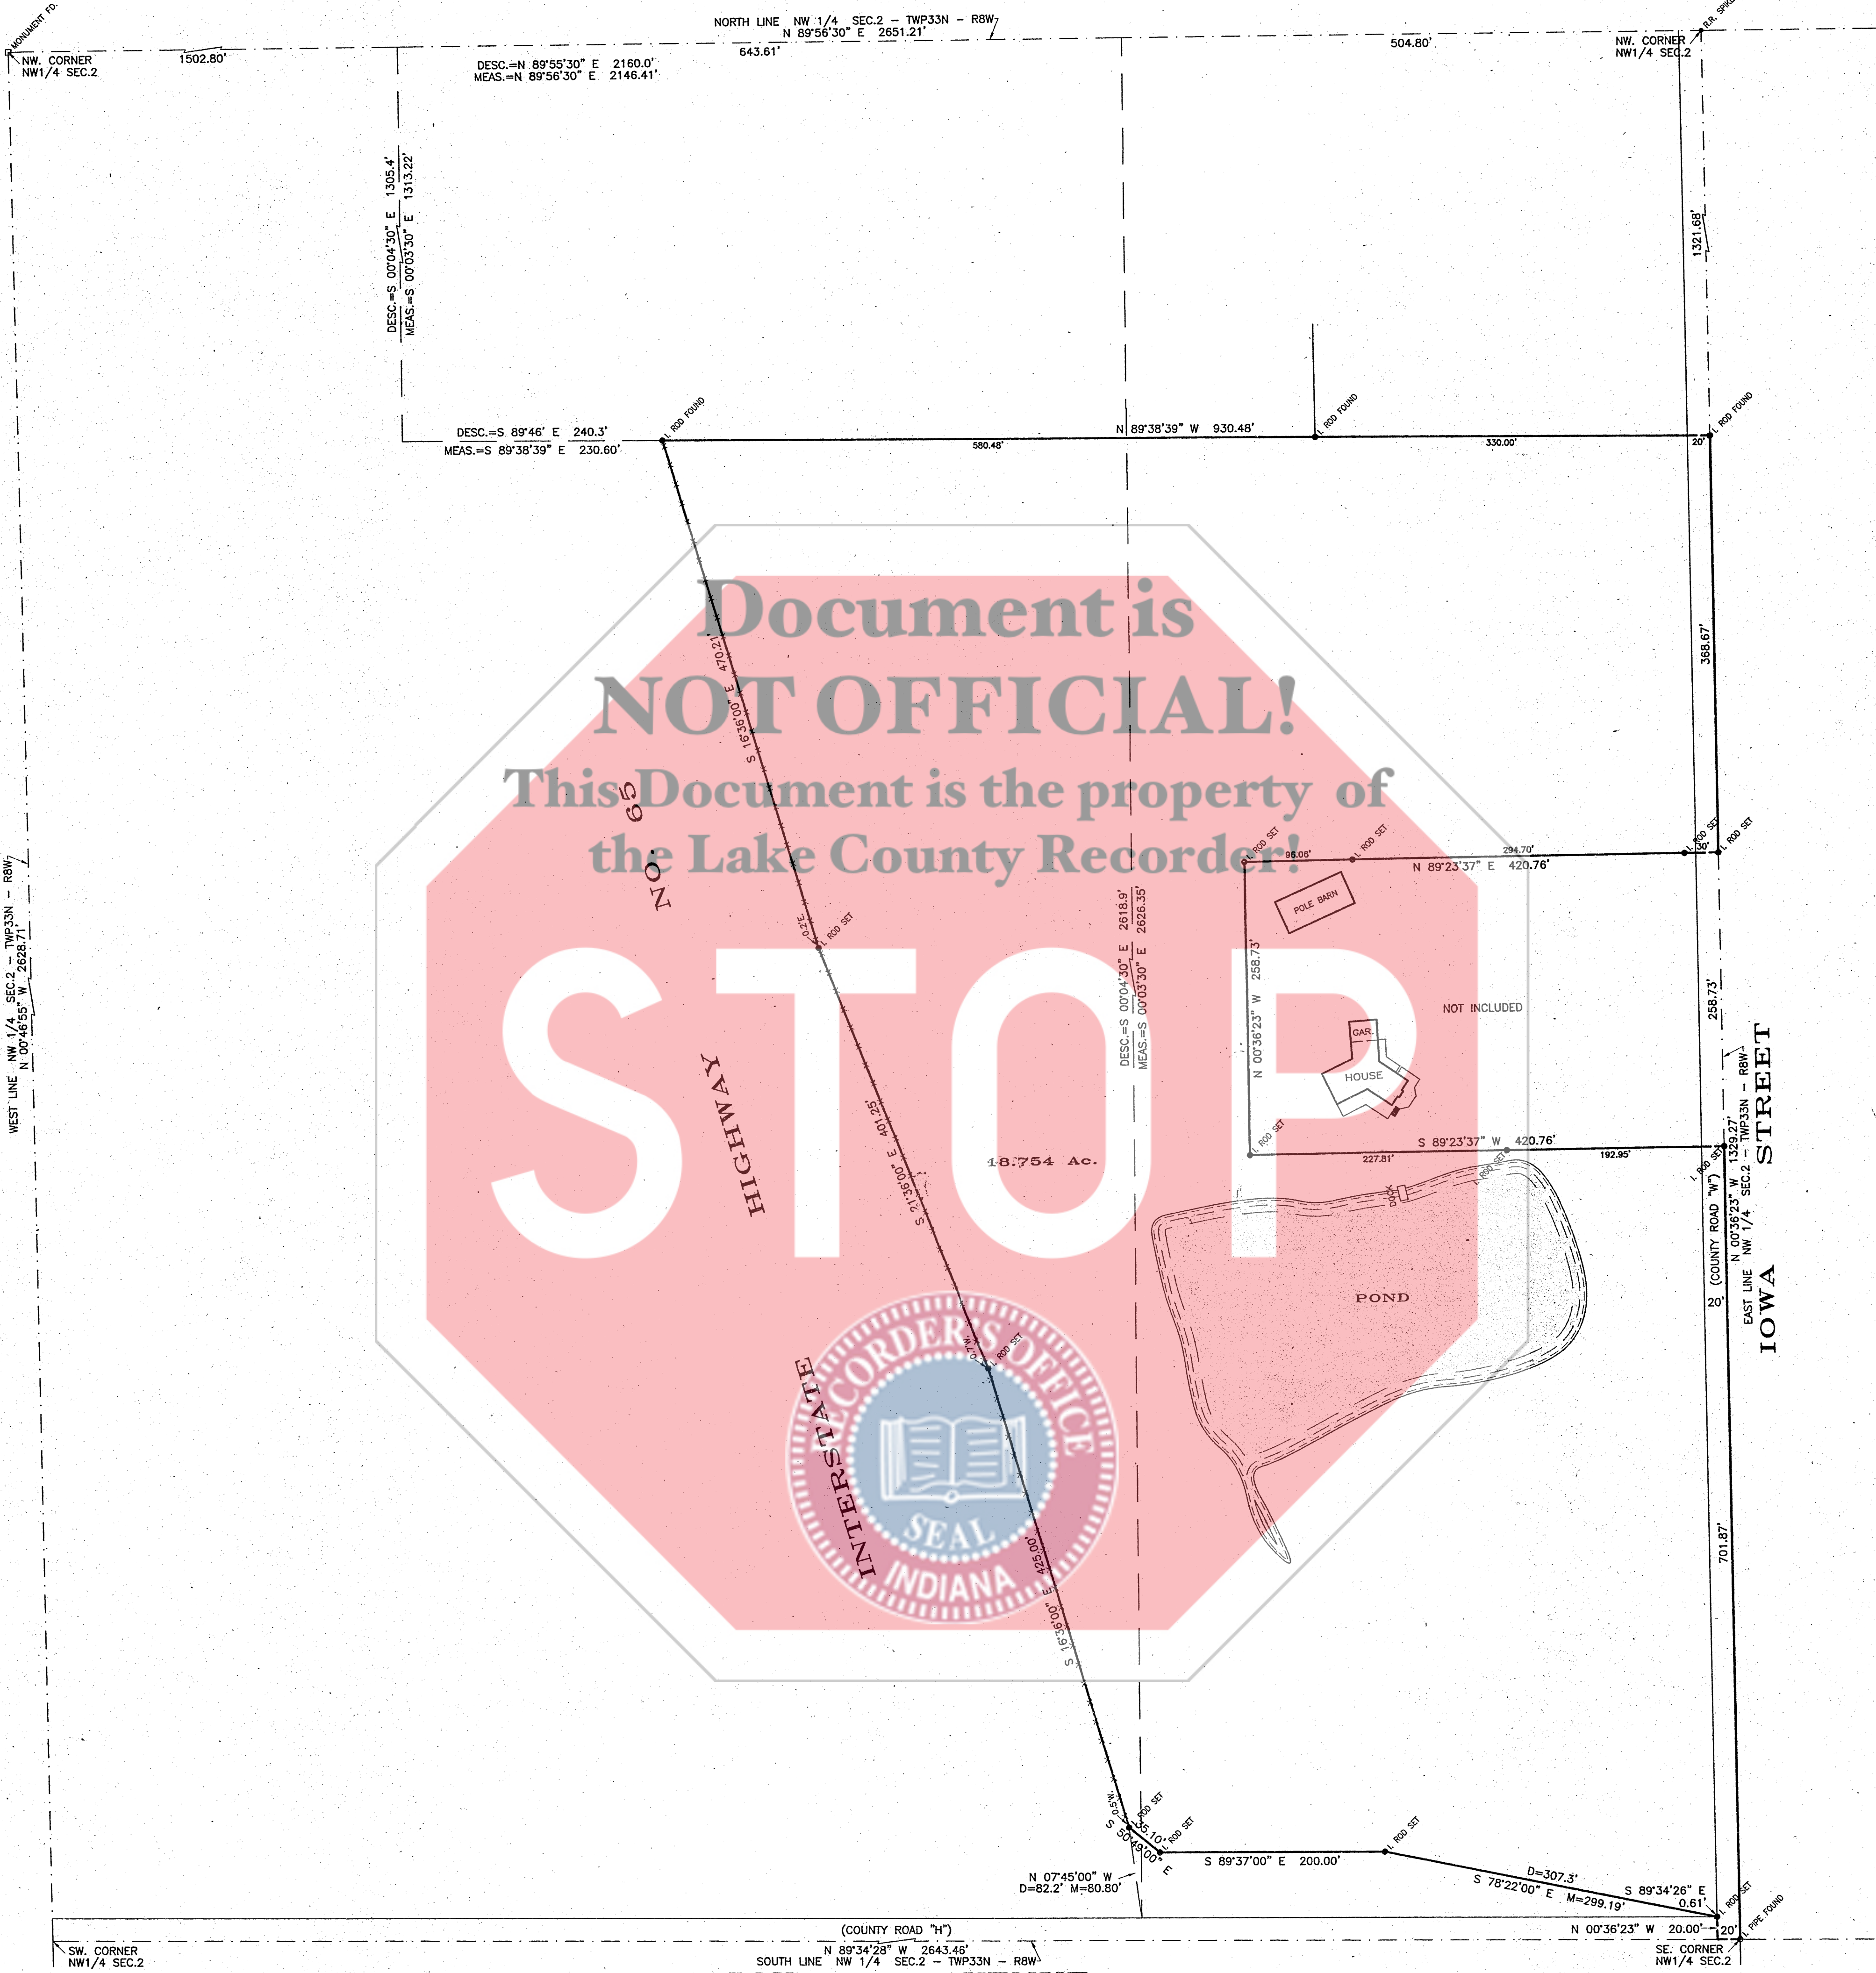 MONUMENT FD.
NORTH LINE NW 1/4 SEC.2 - TWP33N - R8W
N 89°56'30" E 2651.21'
R.R. SPIKE
NW. CORNER
NW1/4 SEC.2
1502.80'
643.61'
504.80'
NW. CORNER
NW1/4 SEC.2
DESC.=N 89°55'30" E 2160.0'
MEAS.=N 89°56'30" E 2146.41'
DESC.=S 00°04'30" E 1305.4'
MEAS.=S 00°03'30" E 1313.22'
1321.68'
I. ROD FOUND
I. ROD FOUND
I. ROD FOUND
DESC.=S 89°46' E 240.3'
MEAS.=S 89°38'39" E 230.60'
N 89°38'39" W 930.48'
580.48'
330.00'
20'
Document is
NOT OFFICIAL!
This Document is the property of
the Lake County Recorder!
STOP
S 16°36'00" E 470.21'
368.67'
NO. 65
HIGHWAY
INTERSTATE
0.2'E.
I. ROD SET
I. ROD SET
I. ROD SET
I. ROD SET
I. ROD SET
96.06'
294.70'
30'
N 89°23'37" E 420.76'
POLE BARN
DESC.=S 00°04'30" E 2618.9'
MEAS.=S 00°03'30" E 2626.35'
N 00°36'23" W 258.73'
NOT INCLUDED
GAR.
HOUSE
258.73'
WEST LINE NW 1/4 SEC.2 - TWP33N - R8W
N 00°46'55" W 2628.71'
S 21°36'00" E 401.25'
18.754 Ac.
I. ROD SET
S 89°23'37" W 420.76'
227.81'
192.95'
I. ROD SET
I. ROD SET
DOCK
POND
(COUNTY ROAD "W")
20'
N 00°36'23" W 1329.27'
EAST LINE NW 1/4 SEC.2 - TWP33N - R8W
IOWA STREET
0.7'W.
I. ROD SET
RECORDER'S OFFICE
SEAL
INDIANA
S 16°36'00" E 425.00'
701.87'
0.5'W.
I. ROD SET
35.10'
S 50°49'00" E
I. ROD SET
I. ROD SET
S 89°37'00" E 200.00'
N 07°45'00" W
D=82.2' M=80.80'
D=307.3'
S 78°22'00" E M=299.19'
S 89°34'26" E
0.61'
I. ROD SET
I. PIPE FOUND
N 00°36'23" W 20.00'
20'
(COUNTY ROAD "H")
N 89°34'28" W 2643.46'
SOUTH LINE NW 1/4 SEC.2 - TWP33N - R8W
SW. CORNER
NW1/4 SEC.2
SE. CORNER
NW1/4 SEC.2